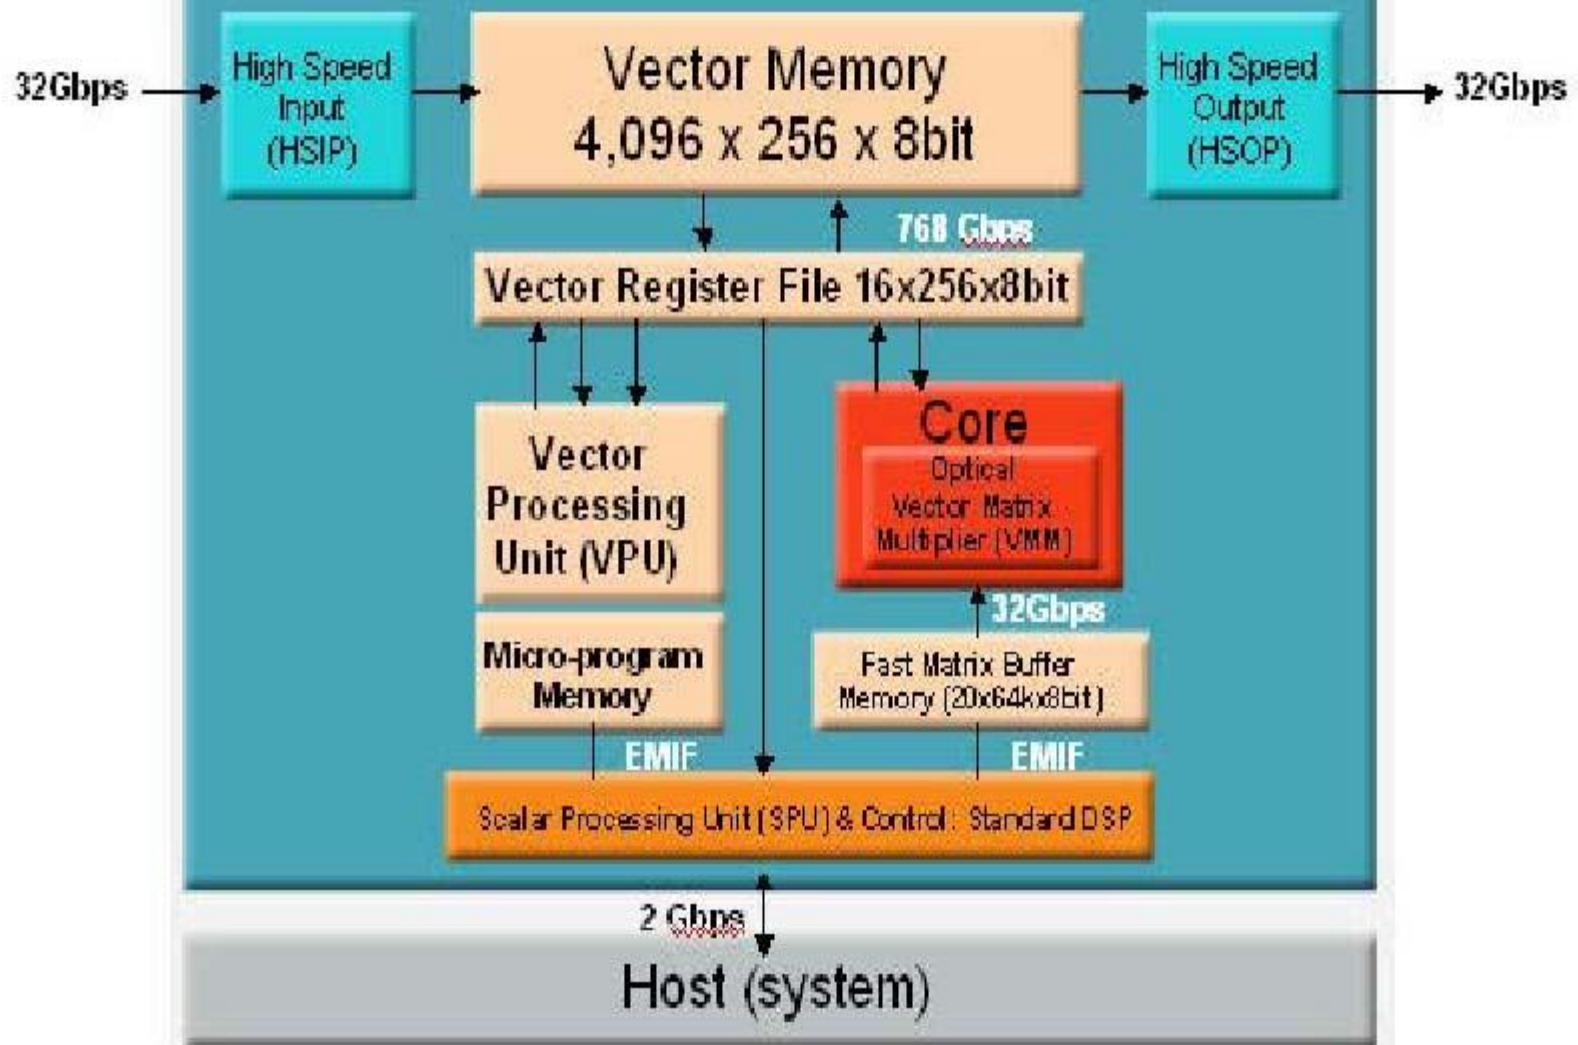 32Gbps
High Speed
Input
(HSIP)
Vector Memory
4,096 x 256 x 8bit
High Speed
Output
(HSOP)
32Gbps
768 Gbps
Vector Register File 16x256x8bit
Vector
Processing
Unit (VPU)
Core
Optical
Vector Matrix
Multiplier (VMM)
32Gbps
Micro-program
Memory
Fast Matrix Buffer
Memory (20x64kx8bit)
EMIF
EMIF
Scalar Processing Unit (SPU) & Control: Standard DSP
2 Gbps
Host (system)